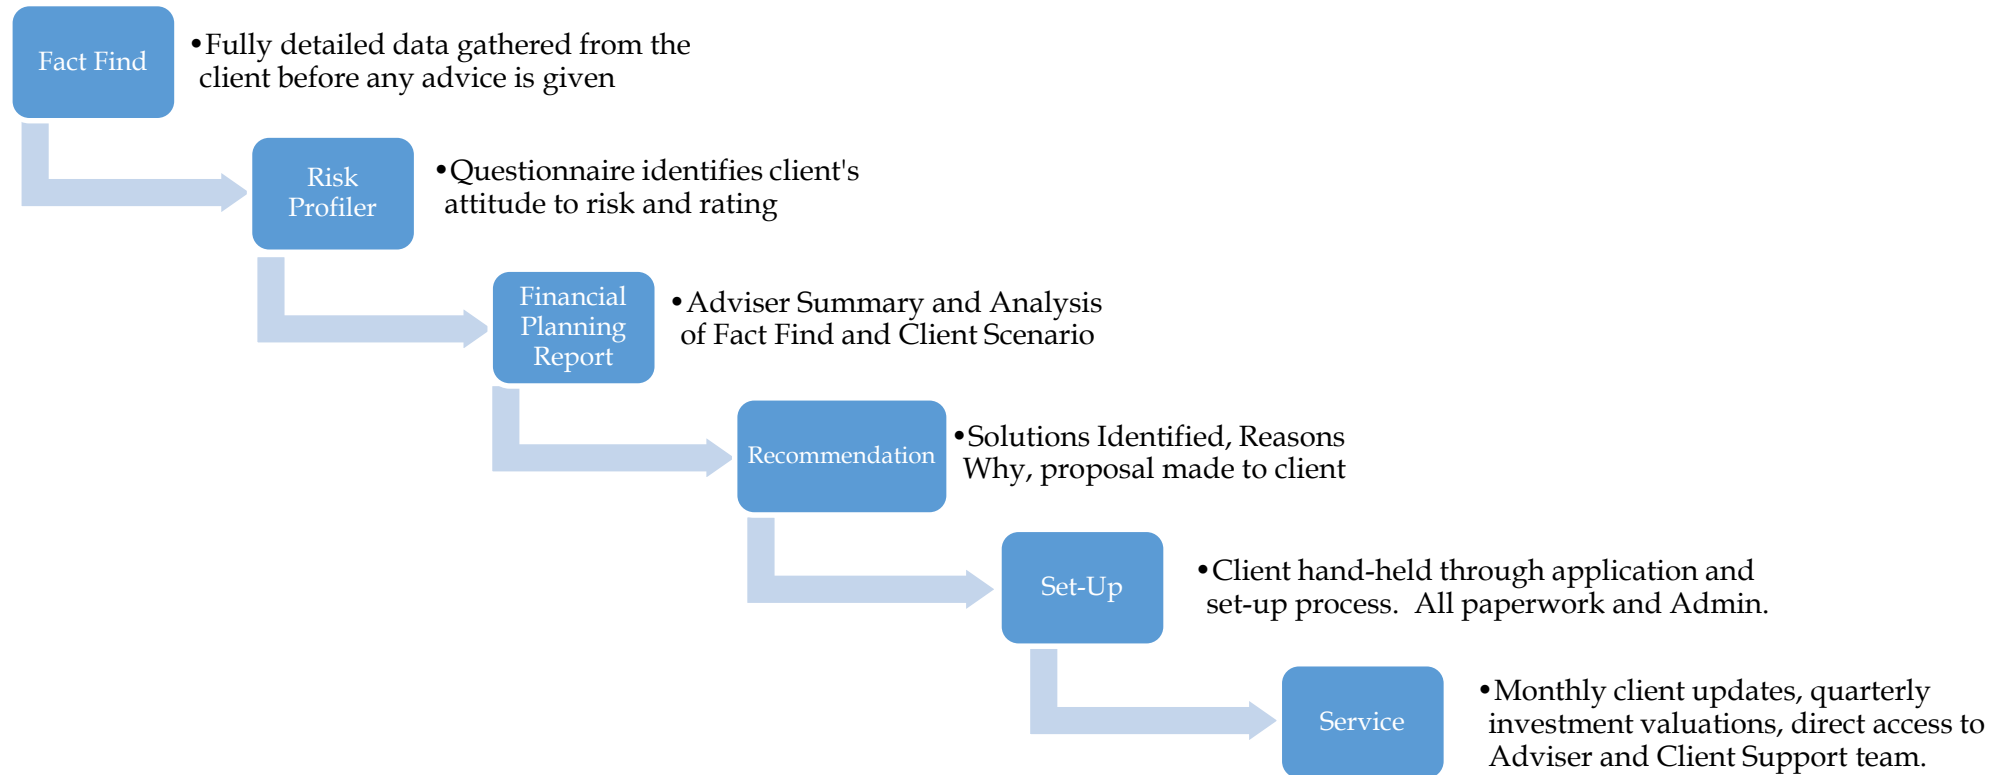 Fact Find
•Fully detailed data gathered from the
client before any advice is given
Risk
Profiler
•Questionnaire identifies client's
attitude to risk and rating
Financial
Planning
Report
•Adviser Summary and Analysis
of Fact Find and Client Scenario
Recommendation
•Solutions Identified, Reasons
Why, proposal made to client
Set-Up
•Client hand-held through application and
set-up process.  All paperwork and Admin.
Service
•Monthly client updates, quarterly
investment valuations, direct access to
Adviser and Client Support team.